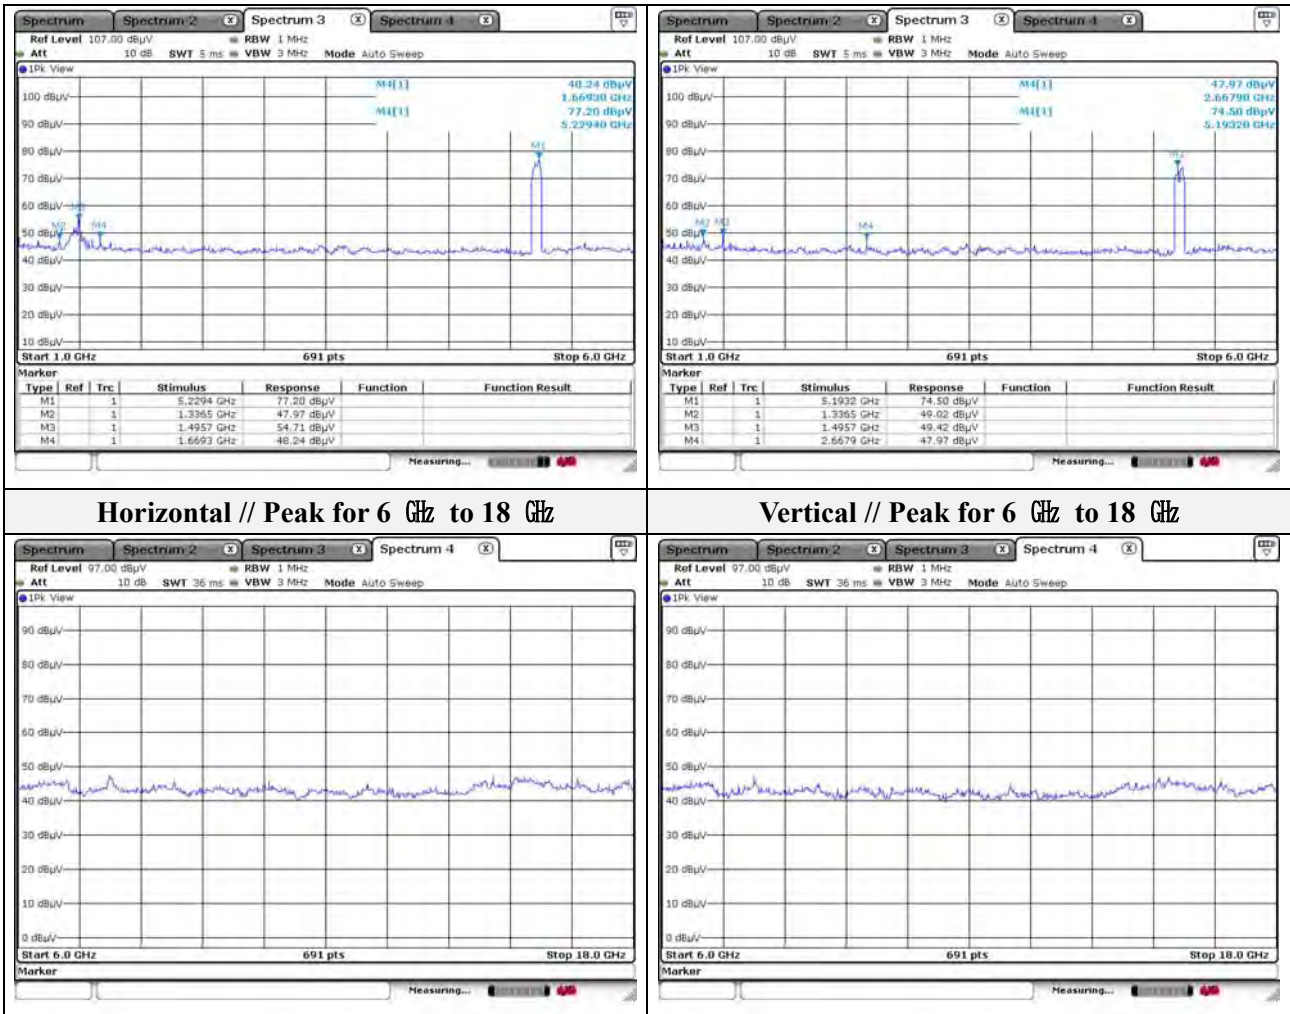 Spectrum Spectrum 2 Spectrum 3 Spectrum 4
Ref Level 107.00 dBµV RBW 1 MHz
Att 10 dB SWT 5 ms VBW 3 MHz Mode Auto Sweep
1Pk View
M4[1] 48.24 dBµV
1.66930 GHz
M1[1] 77.20 dBµV
5.22940 GHz
100 dBµV
90 dBµV
80 dBµV
70 dBµV
60 dBµV
50 dBµV
40 dBµV
30 dBµV
20 dBµV
10 dBµV
M1
M2 M3 M4
Start 1.0 GHz 691 pts Stop 6.0 GHz
Marker
Type Ref Trc Stimulus Response Function Function Result
M1 1 5.2294 GHz 77.20 dBµV
M2 1 1.3365 GHz 47.97 dBµV
M3 1 1.4957 GHz 54.71 dBµV
M4 1 1.6693 GHz 48.24 dBµV
Measuring...
Spectrum Spectrum 2 Spectrum 3 Spectrum 4
Ref Level 107.00 dBµV RBW 1 MHz
Att 10 dB SWT 5 ms VBW 3 MHz Mode Auto Sweep
1Pk View
M4[1] 47.97 dBµV
2.66790 GHz
M1[1] 74.50 dBµV
5.19320 GHz
100 dBµV
90 dBµV
80 dBµV
70 dBµV
60 dBµV
50 dBµV
40 dBµV
30 dBµV
20 dBµV
10 dBµV
M1
M2 M3 M4
Start 1.0 GHz 691 pts Stop 6.0 GHz
Marker
Type Ref Trc Stimulus Response Function Function Result
M1 1 5.1932 GHz 74.50 dBµV
M2 1 1.3365 GHz 49.02 dBµV
M3 1 1.4957 GHz 49.42 dBµV
M4 1 2.6679 GHz 47.97 dBµV
Measuring...
Horizontal // Peak for 6 ㎓ to 18 ㎓
Vertical // Peak for 6 ㎓ to 18 ㎓
Spectrum Spectrum 2 Spectrum 3 Spectrum 4
Ref Level 97.00 dBµV RBW 1 MHz
Att 10 dB SWT 36 ms VBW 3 MHz Mode Auto Sweep
1Pk View
90 dBµV
80 dBµV
70 dBµV
60 dBµV
50 dBµV
40 dBµV
30 dBµV
20 dBµV
10 dBµV
0 dBµV
Start 6.0 GHz 691 pts Stop 18.0 GHz
Marker
Measuring...
Spectrum Spectrum 2 Spectrum 3 Spectrum 4
Ref Level 97.00 dBµV RBW 1 MHz
Att 10 dB SWT 36 ms VBW 3 MHz Mode Auto Sweep
1Pk View
90 dBµV
80 dBµV
70 dBµV
60 dBµV
50 dBµV
40 dBµV
30 dBµV
20 dBµV
10 dBµV
0 dBµV
Start 6.0 GHz 691 pts Stop 18.0 GHz
Marker
Measuring...